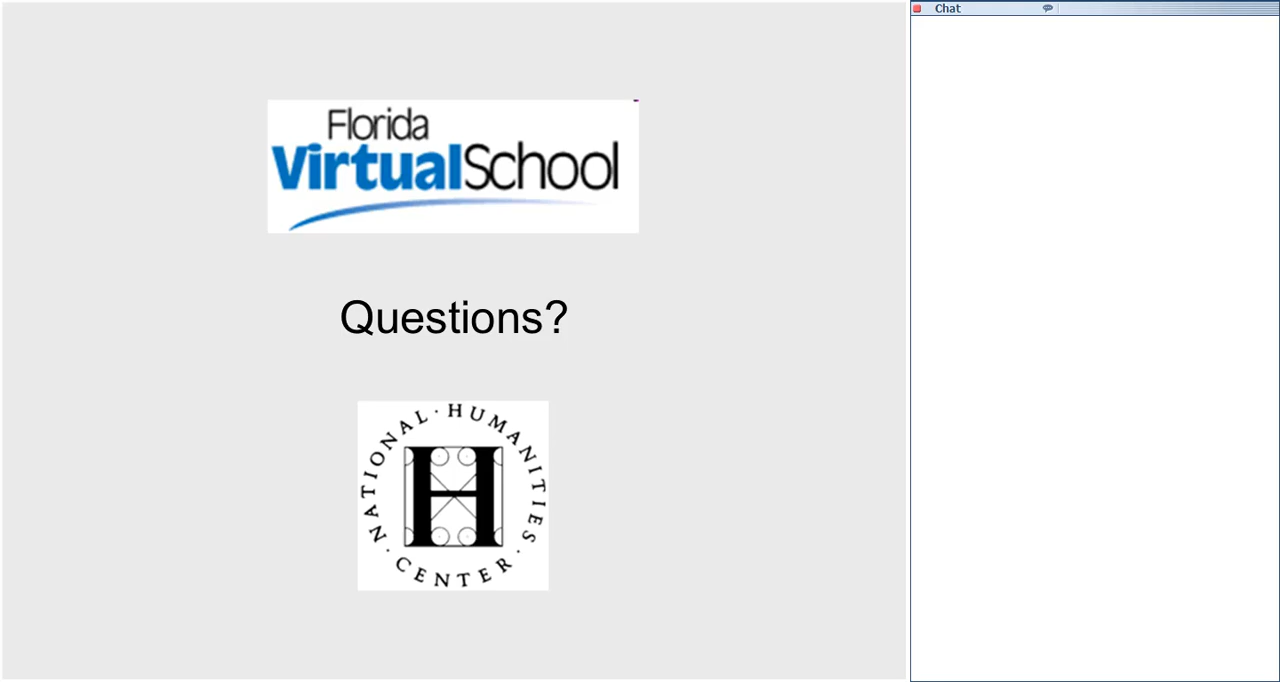 Florida
VirtualSchool
Questions?
NATIONAL · HUMANITIES · CENTER ·
H
Chat